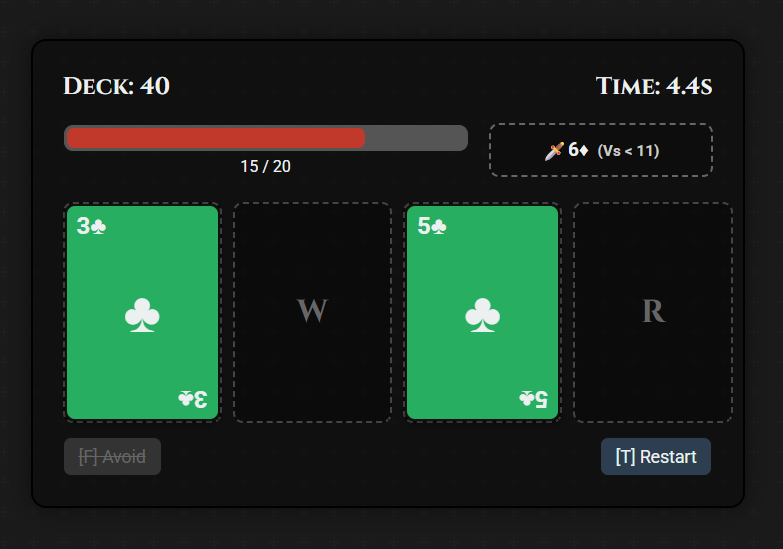 Deck: 40
Time: 4.4s
15 / 20
6♦ (Vs < 11)
3♣
♣
3♣
W
5♣
♣
5♣
R
[F] Avoid
[T] Restart